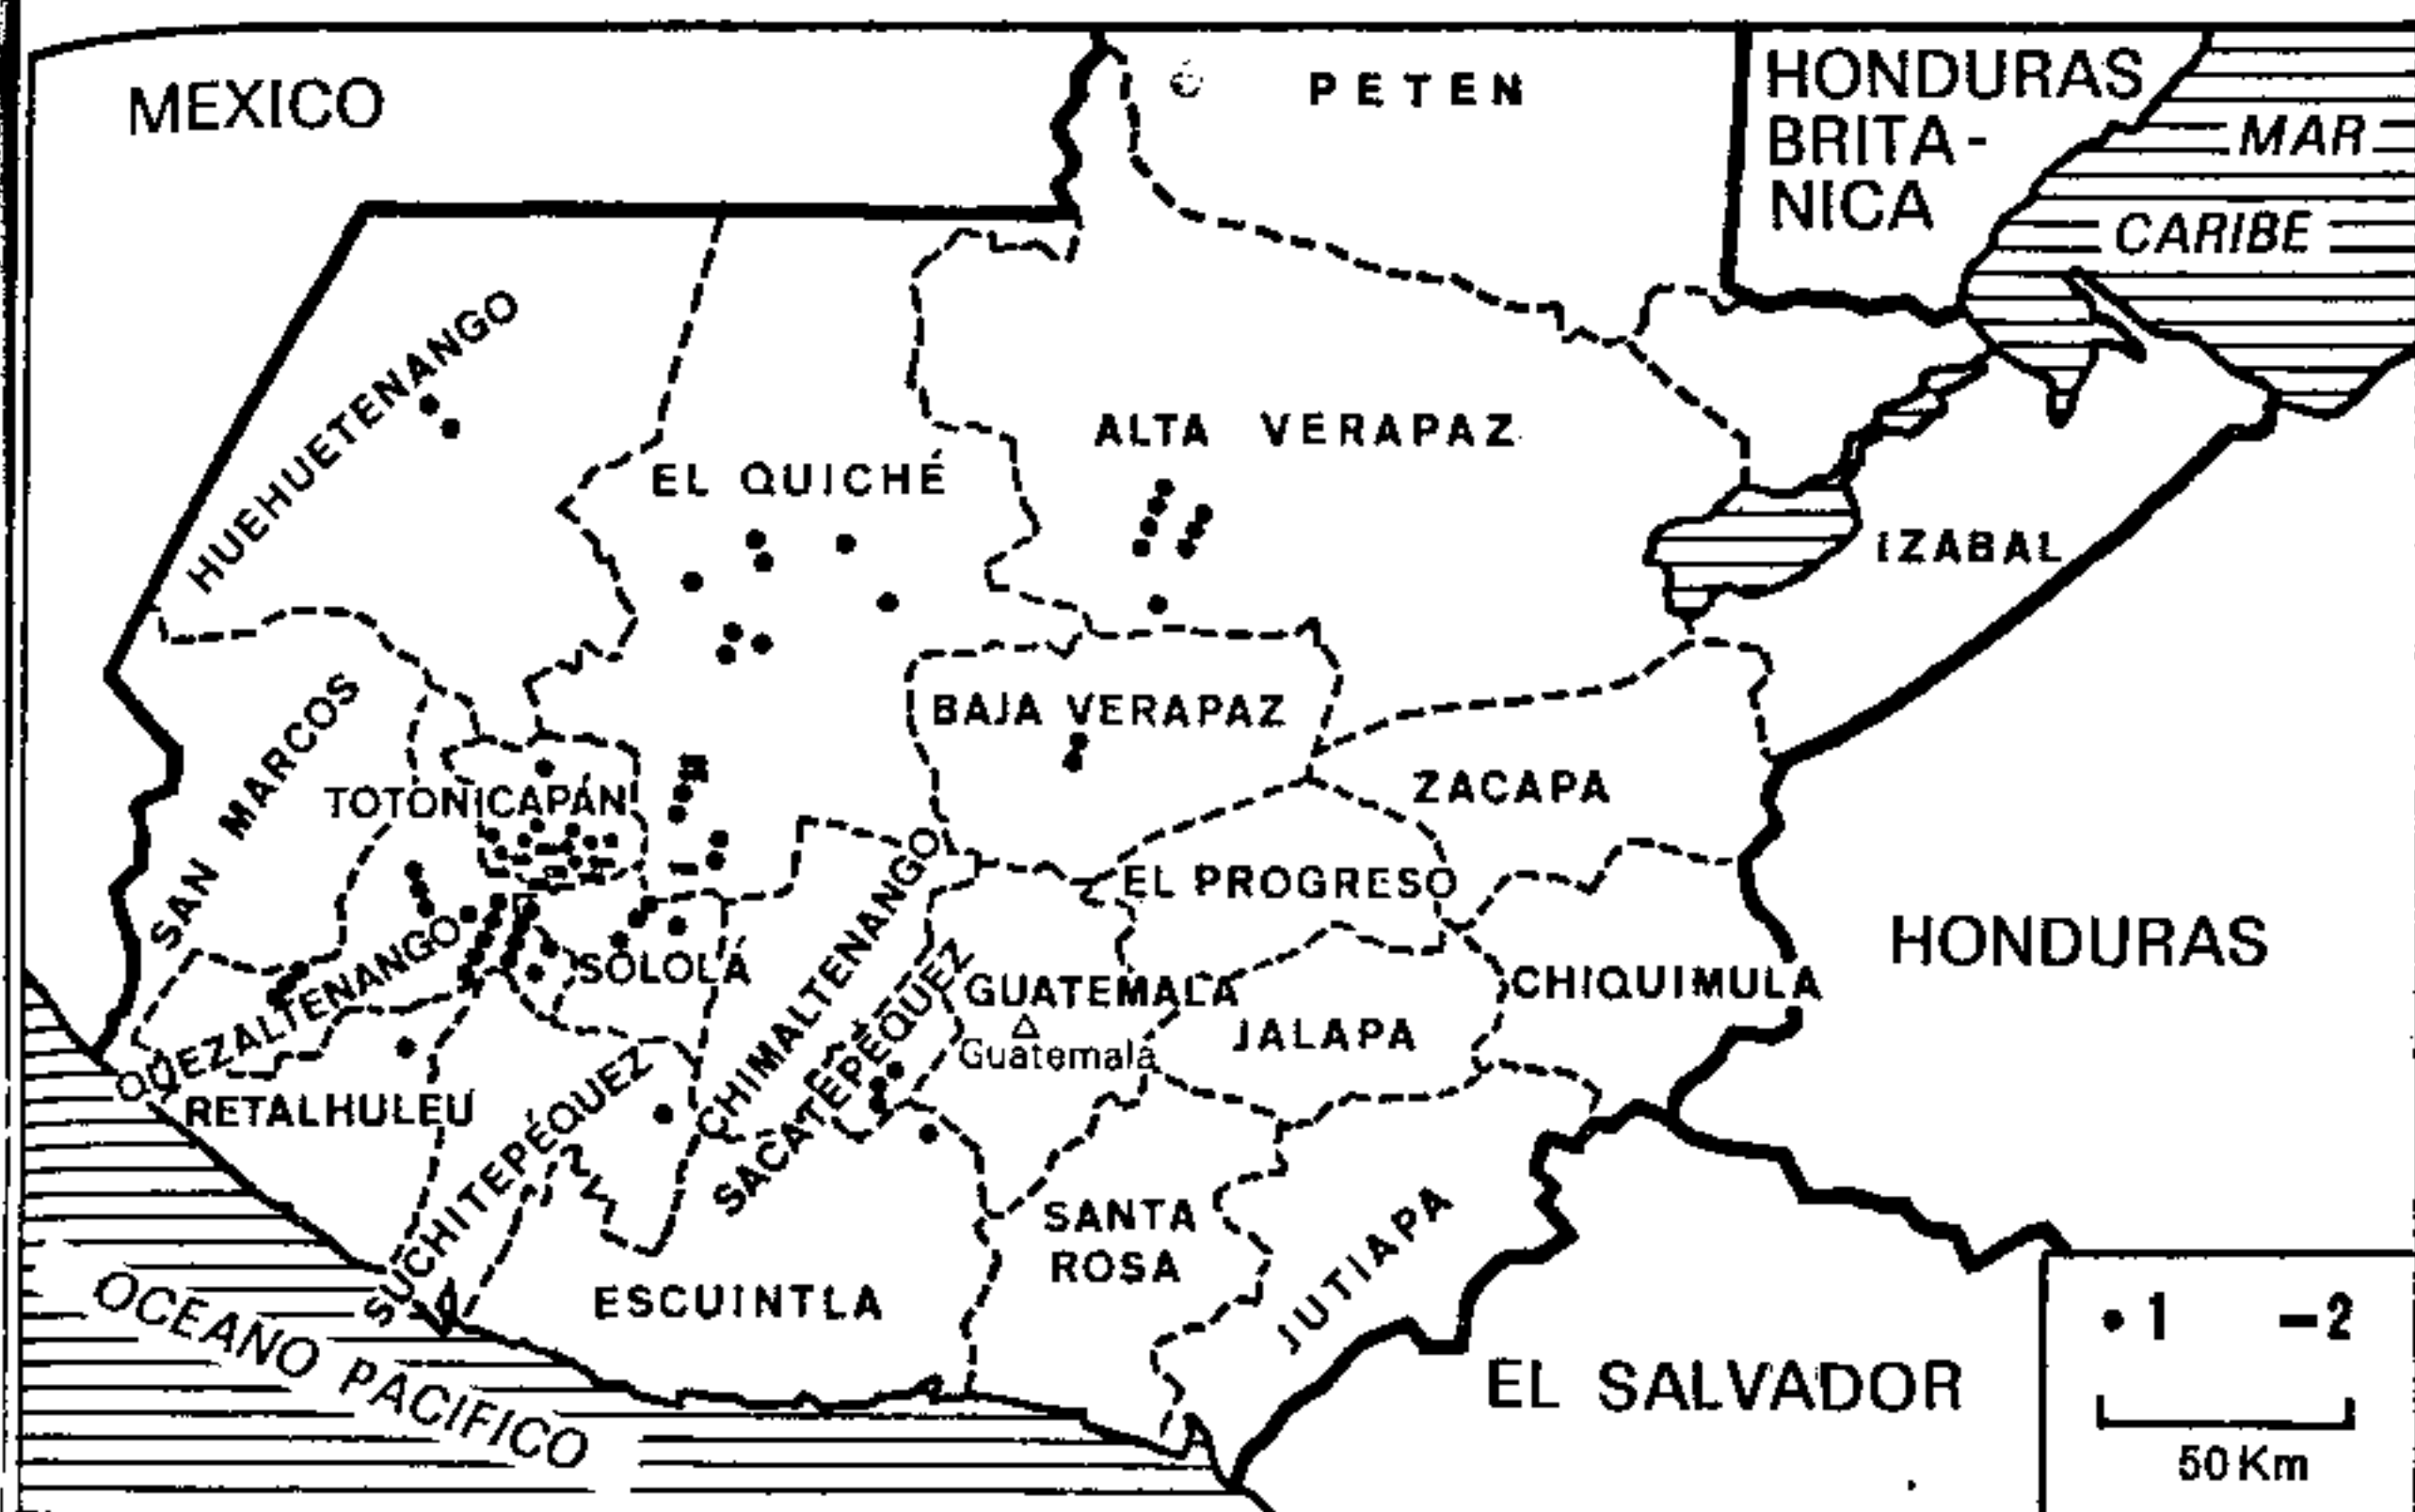 MEXICO
PETEN
HONDURAS
BRITA-
NICA
MAR
CARIBE
HUEHUETENANGO
ALTA VERAPAZ
EL QUICHÉ
IZABAL
SAN MARCOS
BAJA VERAPAZ
TOTONICAPÁN
ZACAPA
EL PROGRESO
QUEZALTENANGO
SOLOLÁ
CHIMALTENANGO
SACATEPÉQUEZ
GUATEMALA
Guatemala
JALAPA
CHIQUIMULA
HONDURAS
RETALHULEU
SUCHITEPÉQUEZ
SANTA
ROSA
JUTIAPA
ESCUINTLA
OCEANO PACIFICO
EL SALVADOR
1 2
50 Km